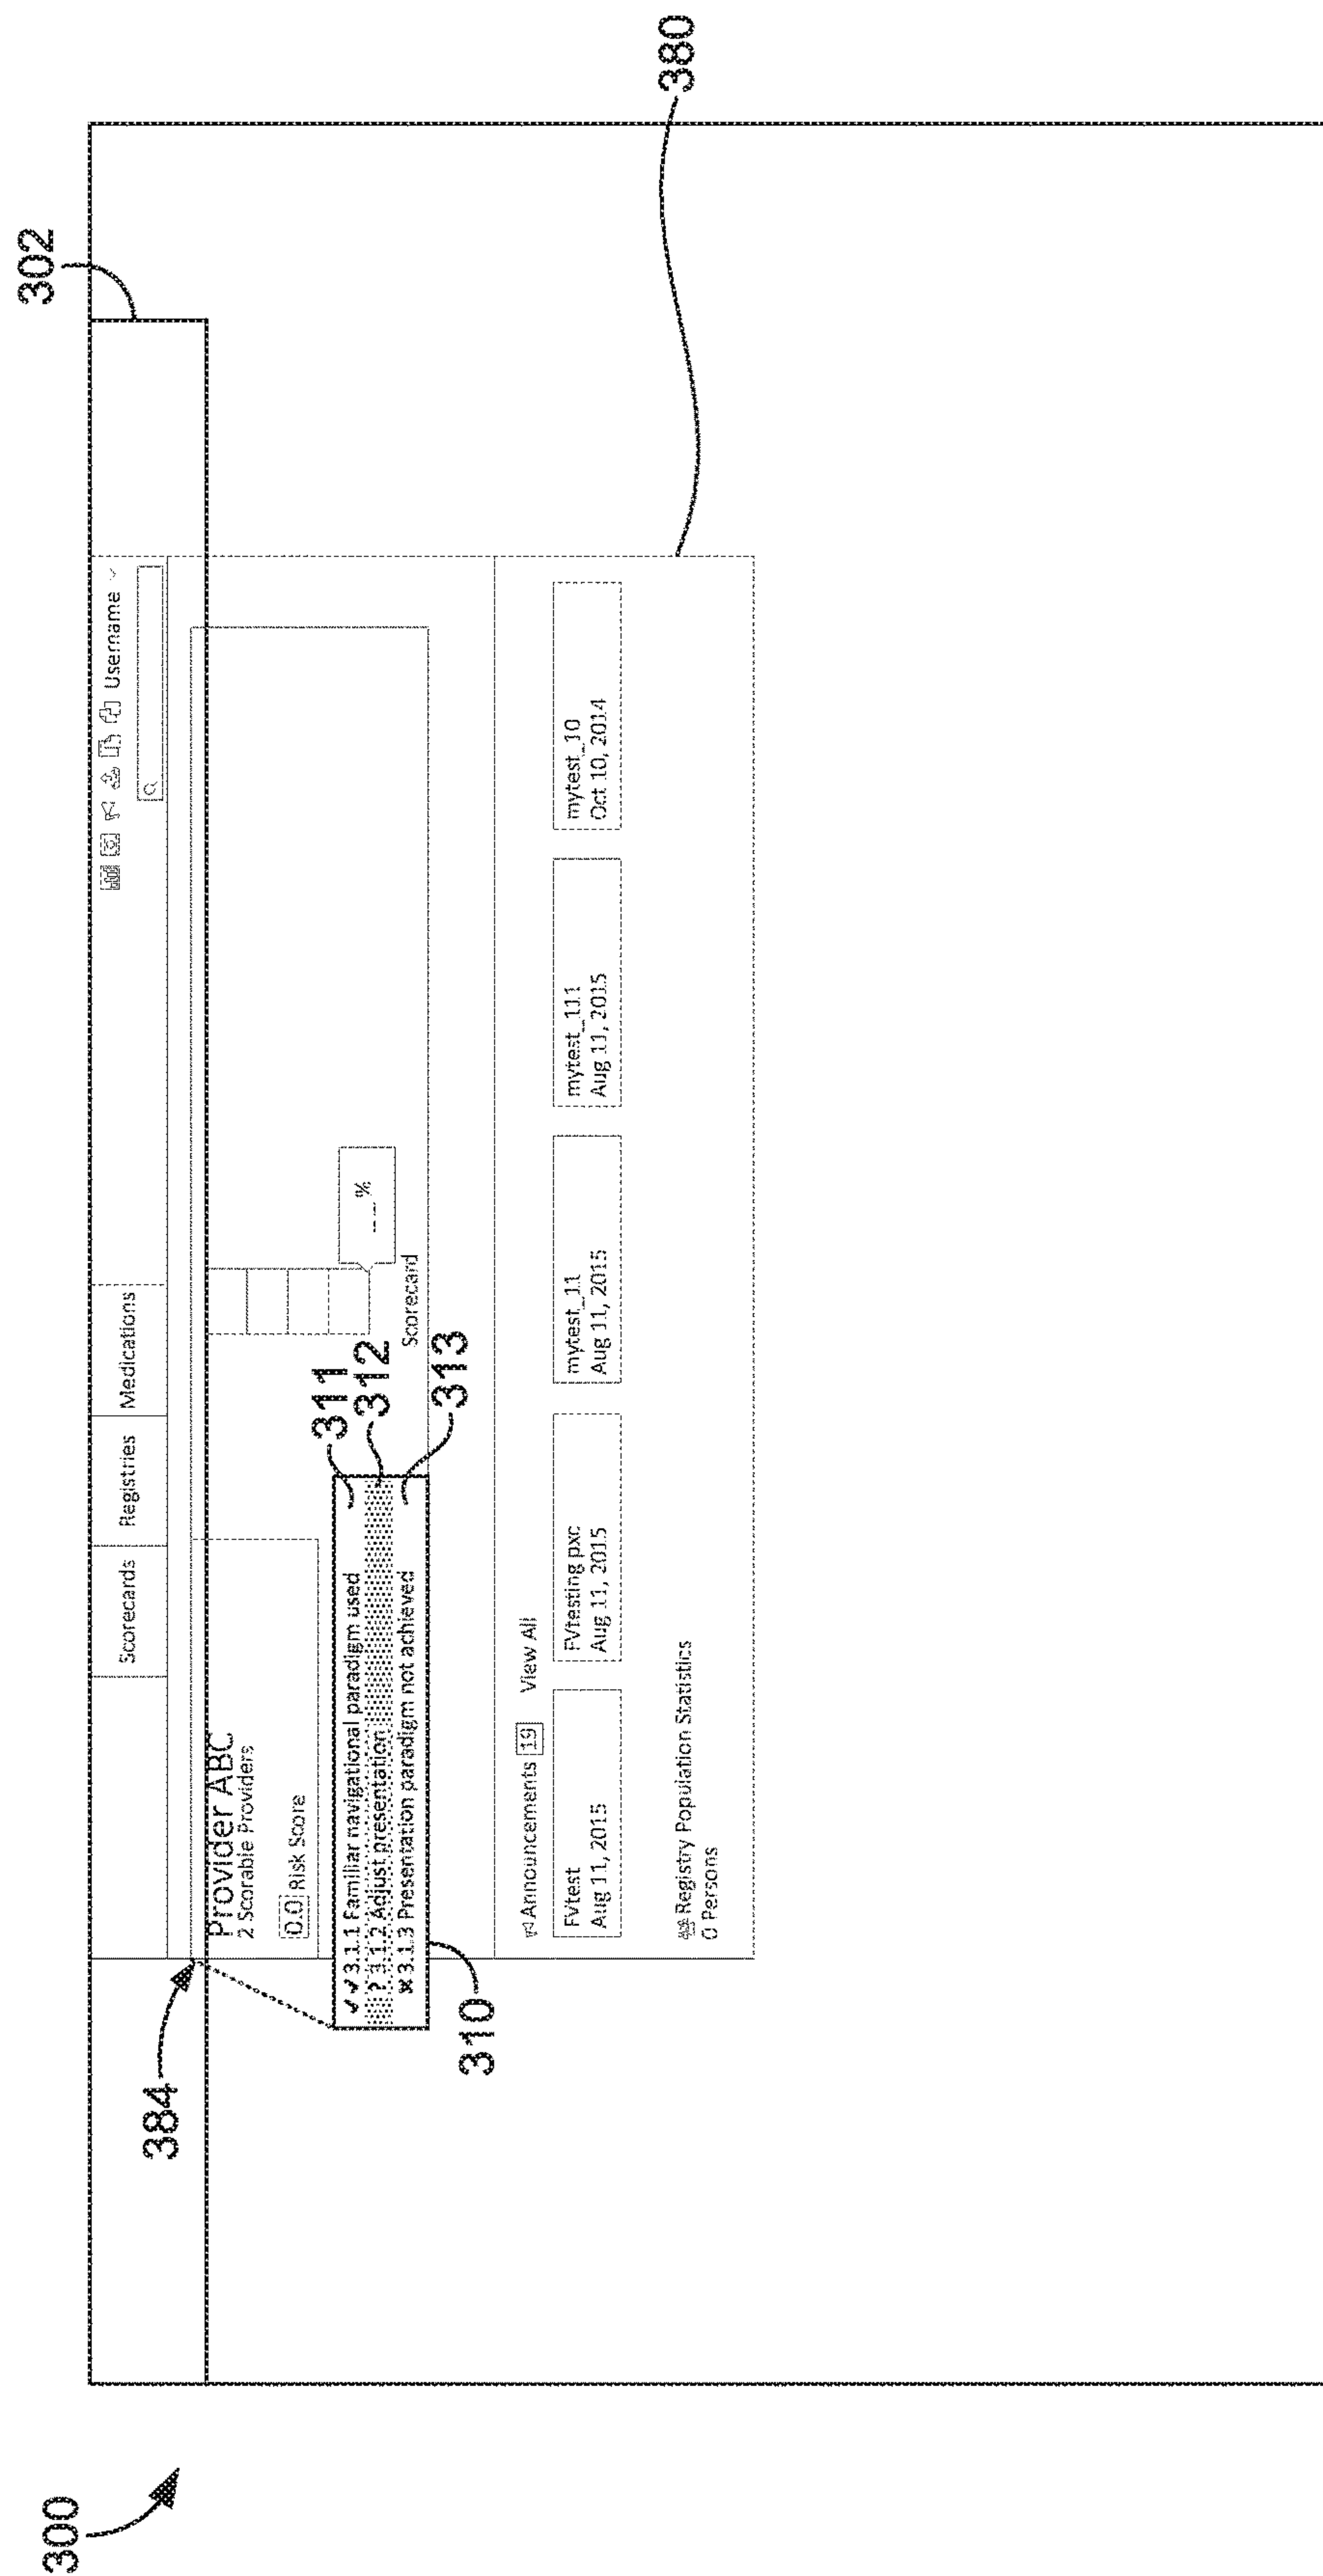 300
302
Scorecards
Registries
Medications
Username
384
Provider ABC
2 Scorable Providers
0.0 Risk Score
✓✓ 3.1.1 Familiar navigational paradigm used
? 3.1.2 Adjust presentation
✖ 3.1.3 Presentation paradigm not achieved
311
312
313
310
---%
Scorecard
Announcements 19 View All
FVtest
Aug 11, 2015
FVtesting pxc
Aug 11, 2015
mytest_11
Aug 11, 2015
mytest_111
Aug 11, 2015
mytest_10
Oct 10, 2014
Registry Population Statistics
0 Persons
380